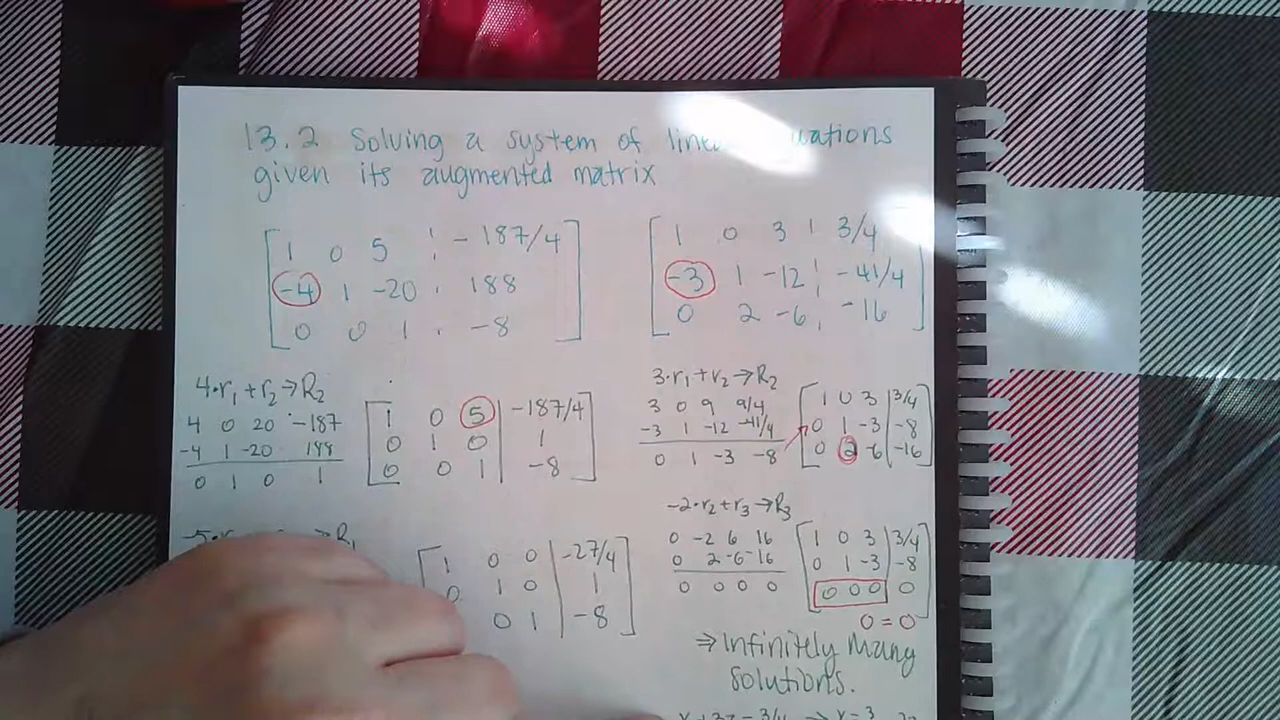 13.2 Solving a system of uations
given its augmented matrix
1 0 5 ¦ -187/4
-4 1 -20 ¦ 188
0 0 1 ¦ -8
1 0 3 ¦ 3/4
-3 1 -12 ¦ -41/4
0 2 -6 ¦ -16
4·r₁+r₂→R₂
4 0 20 -187
-4 1 -20 188
0 1 0 1
1 0 5 | -187/4
0 1 0 | 1
0 0 1 | -8
3·r₁+r₂→R₂
3 0 9 9/4
-3 1 -12 -41/4
0 1 -3 -8
1 0 3 | 3/4
0 1 -3 | -8
0 2 -6 | -16
R₁
1 0 0 | -27/4
0 1 0 | 1
0 1 | -8
-2·r₂+r₃→R₃
0 -2 6 16
0 2 -6 -16
0 0 0 0
1 0 3 | 3/4
0 1 -3 | -8
0 0 0 | 0
0 = 0
⇒ Infinitely many
solutions.